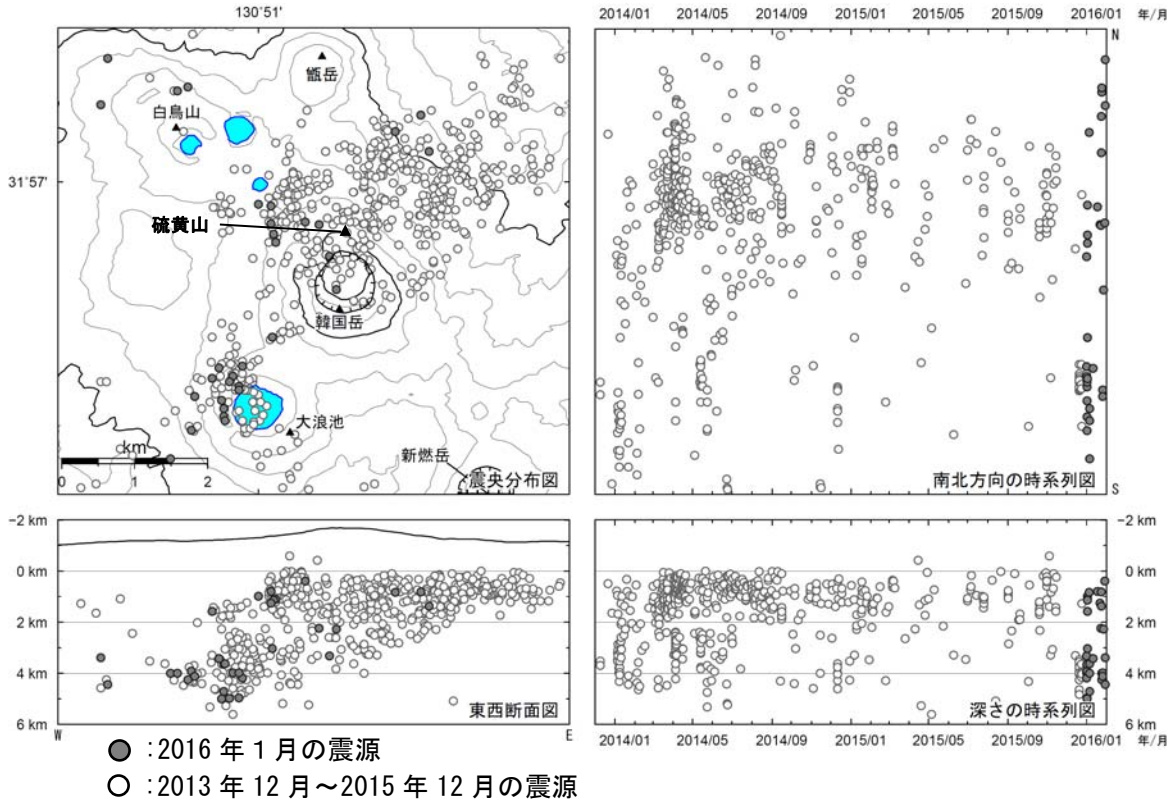 130°51'
2014/01 2014/05 2014/09 2015/01 2015/05 2015/09 2016/01 年/月
甑岳
白鳥山
31°57'
硫黄山
韓国岳
大浪池
km
0 1 2
新燃岳
震央分布図
N
S
南北方向の時系列図
-2 km
0 km
2 km
4 km
6 km
W
E
東西断面図
-2 km
0 km
2 km
4 km
6 km
深さの時系列図
2014/01 2014/05 2014/09 2015/01 2015/05 2015/09 2016/01 年/月
:2016 年 1 月の震源
:2013 年 12 月~2015 年 12 月の震源